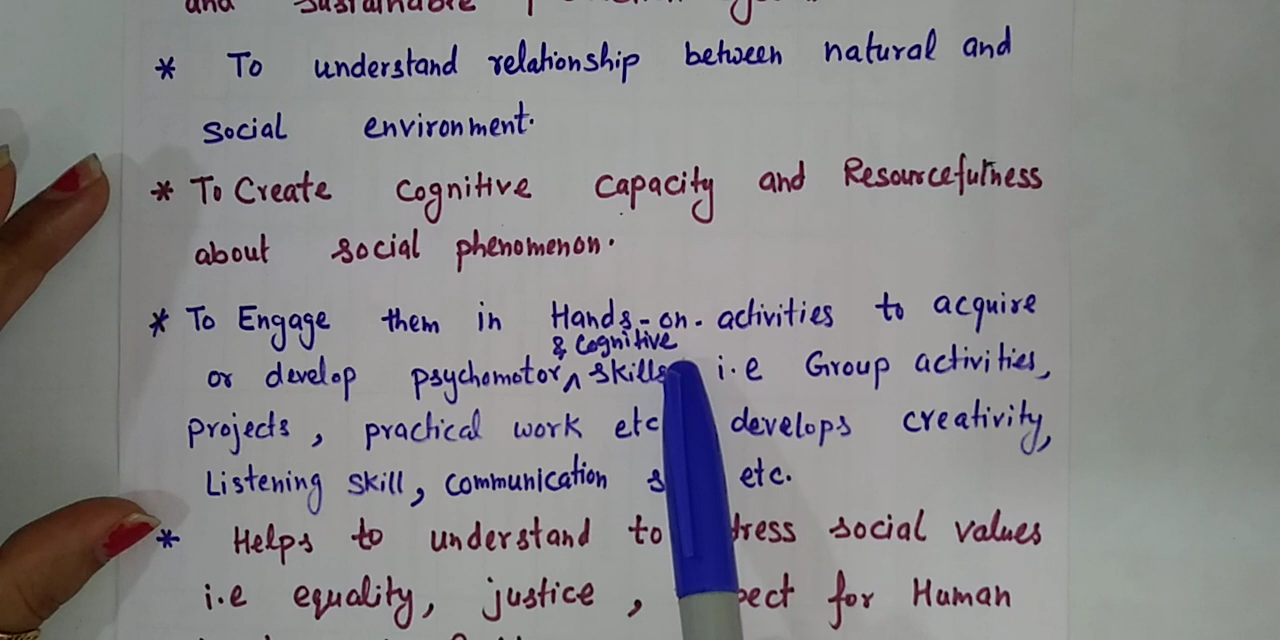 and sustainable
* To understand relationship between natural and
social environment.
* To Create cognitive capacity and Resourcefulness
about social phenomenon.
* To Engage them in Hands-on-activities to acquire
& cognitive
or develop psychomotor ^ skills i.e Group activities,
projects, practical work etc develops creativity,
Listening skill, communication etc.
* Helps to understand to social values
i.e equality, justice, for Human